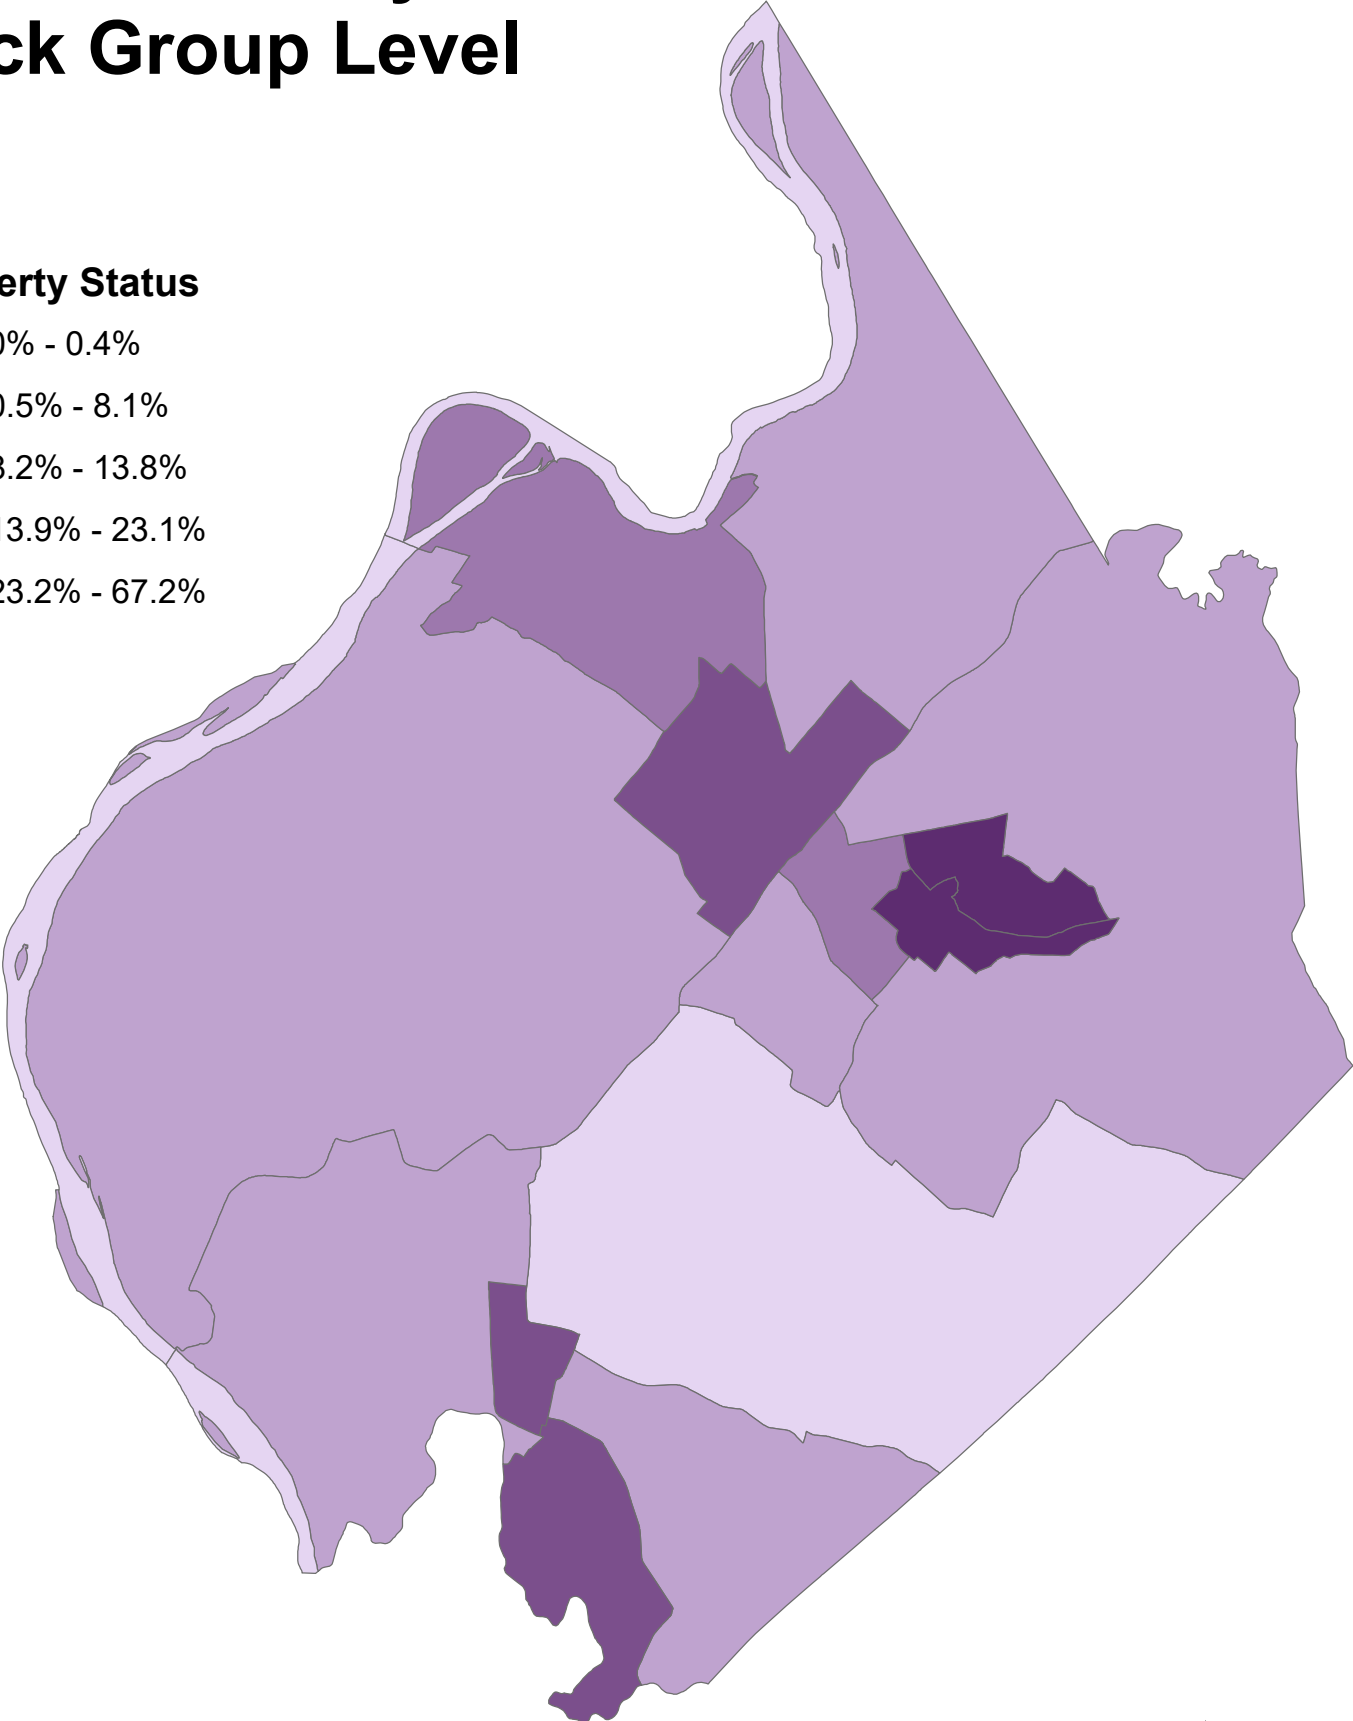 ck Group Level
erty Status
0% - 0.4%
0.5% - 8.1%
8.2% - 13.8%
13.9% - 23.1%
23.2% - 67.2%